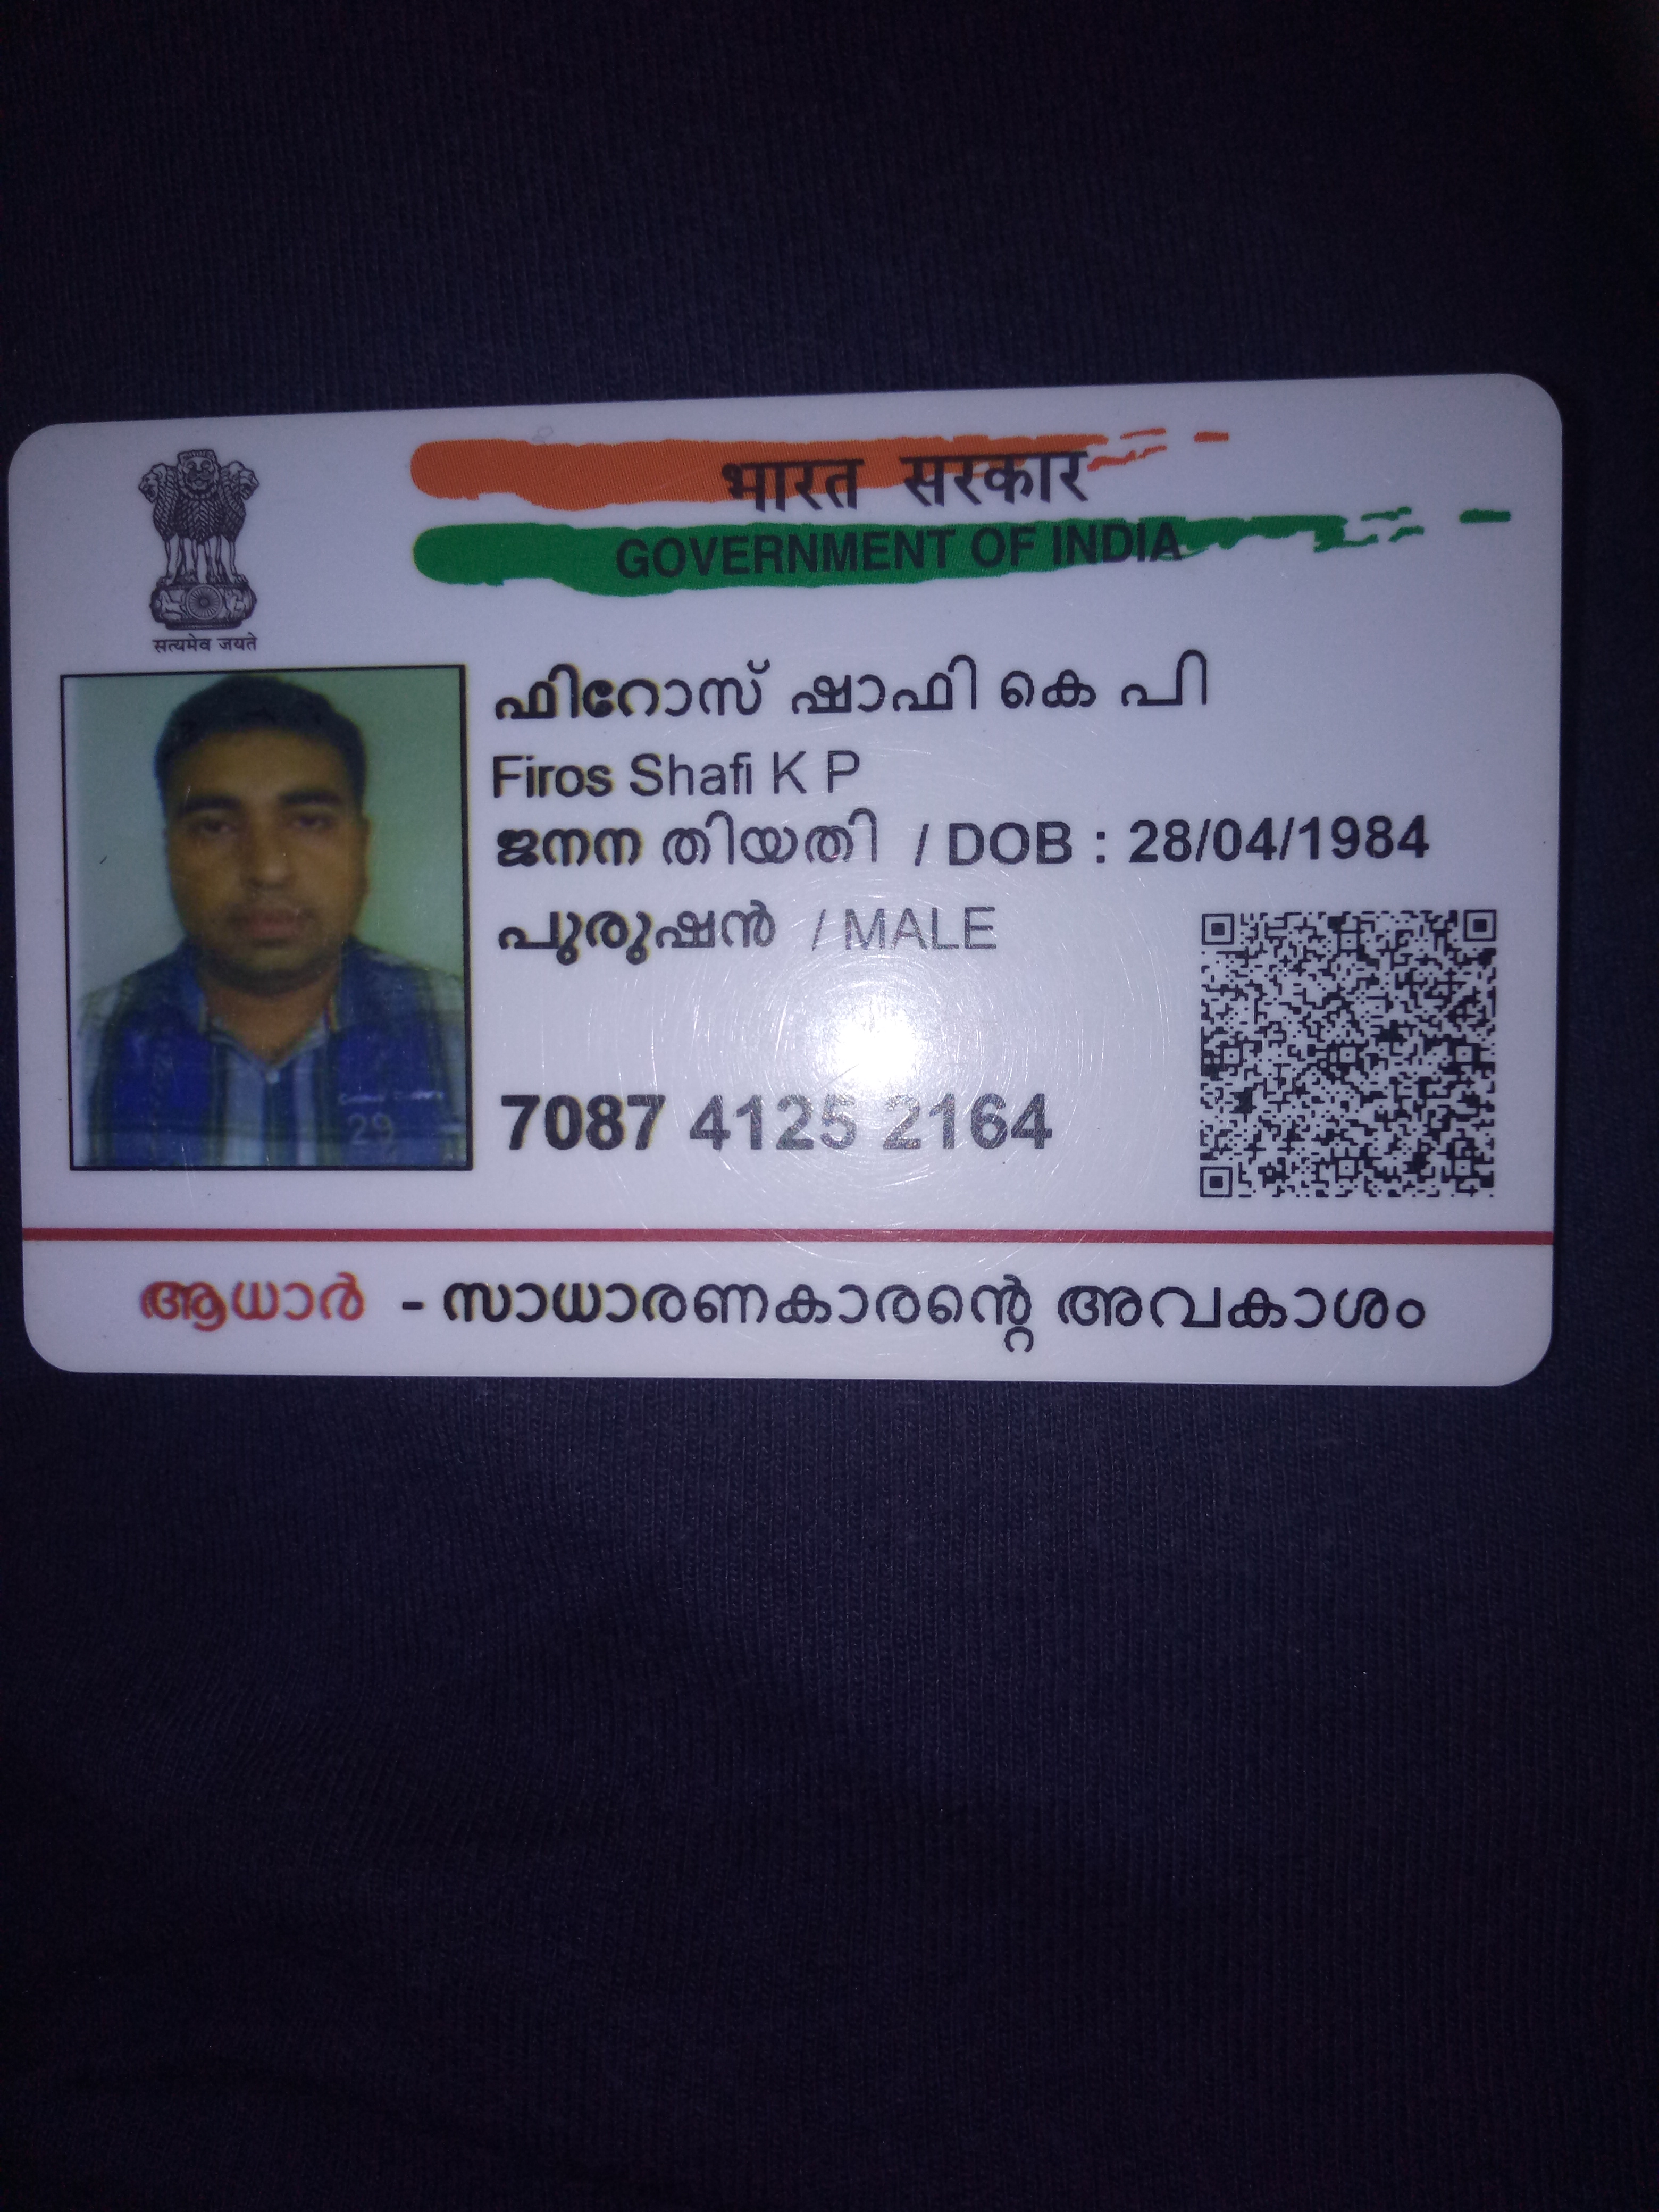 भारत सरकार
GOVERNMENT OF INDIA
सत्यमेव जयते
ഫിറോസ് ഷാഫി കെ പി
Firos Shafi K P
ജനന തിയതി / DOB : 28/04/1984
പുരുഷൻ / MALE
7087 4125 2164
29
ആധാർ - സാധാരണകാരന്റെ അവകാശം